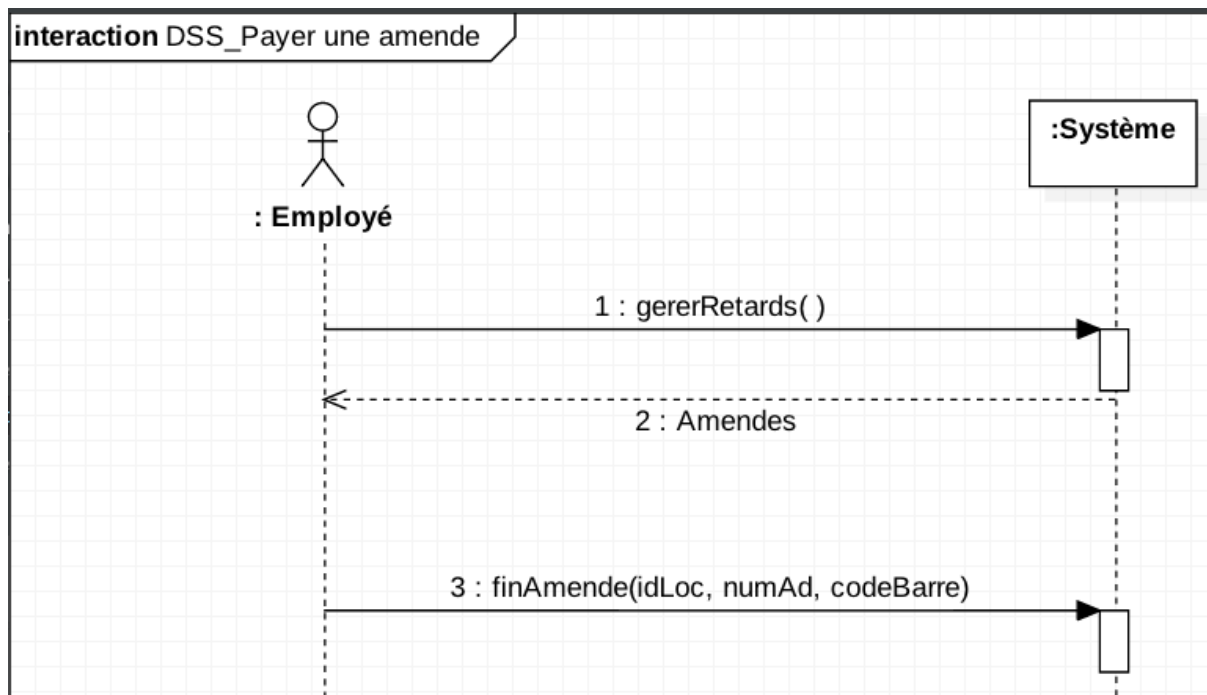 interaction DSS_Payer une amende
:Système
: Employé
1 : gererRetards( )
2 : Amendes
3 : finAmende(idLoc, numAd, codeBarre)